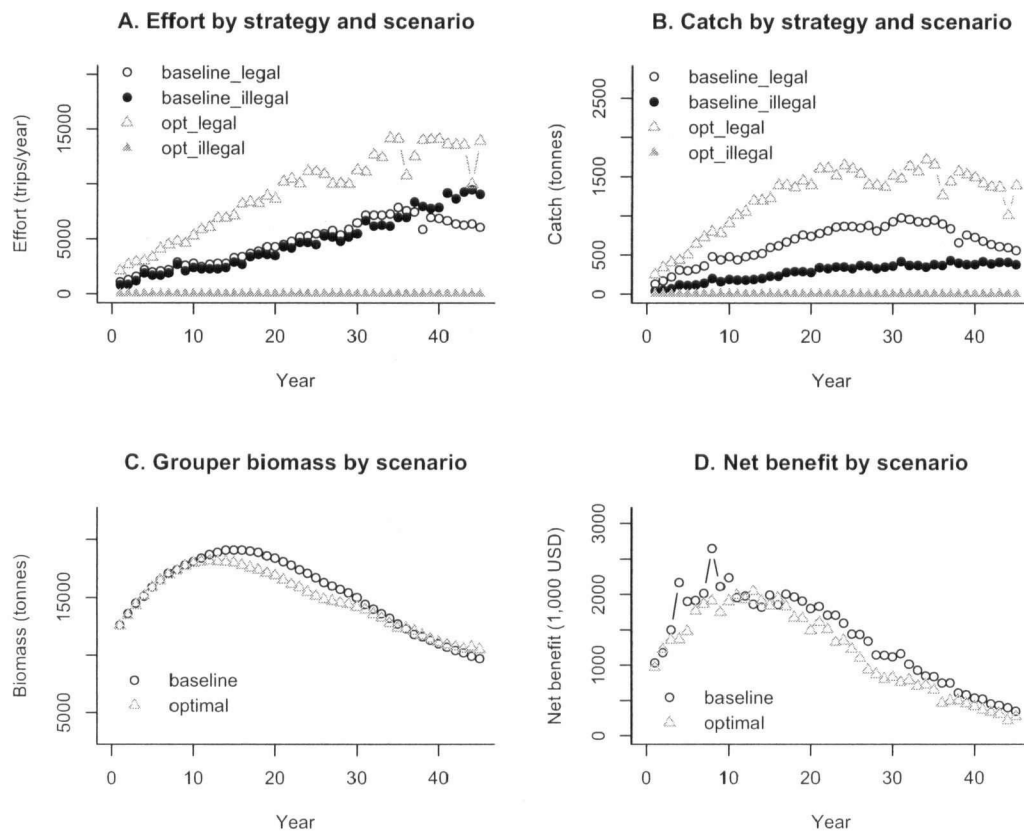 A. Effort by strategy and scenario
Effort (trips/year)
15000
5000
0
baseline_legal
baseline_illegal
opt_legal
opt_illegal
0 10 20 30 40
Year
B. Catch by strategy and scenario
Catch (tonnes)
2500
1500
500
0
baseline_legal
baseline_illegal
opt_legal
opt_illegal
0 10 20 30 40
Year
C. Grouper biomass by scenario
Biomass (tonnes)
15000
5000
baseline
optimal
0 10 20 30 40
Year
D. Net benefit by scenario
Net benefit (1,000 USD)
3000
2000
1000
0
baseline
optimal
0 10 20 30 40
Year